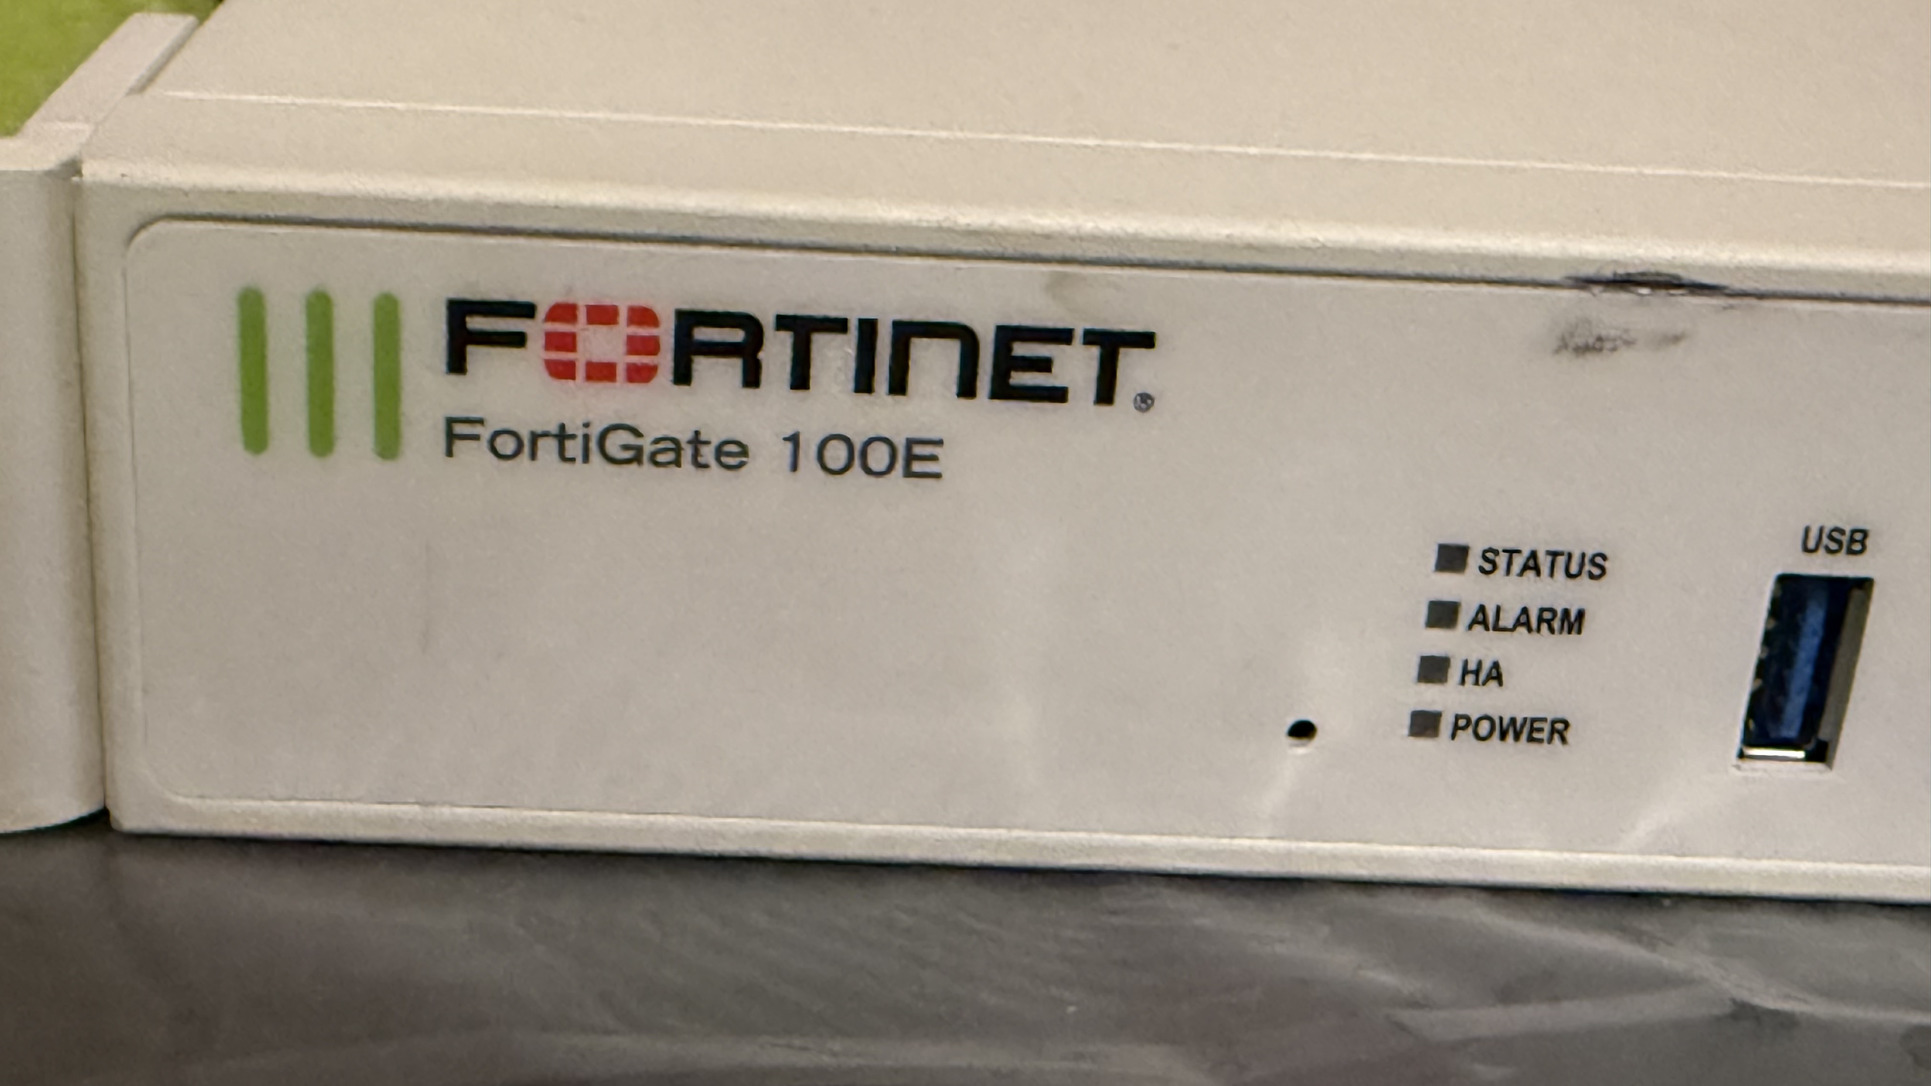 FORTINET®
FortiGate 100E
STATUS
ALARM
HA
POWER
USB